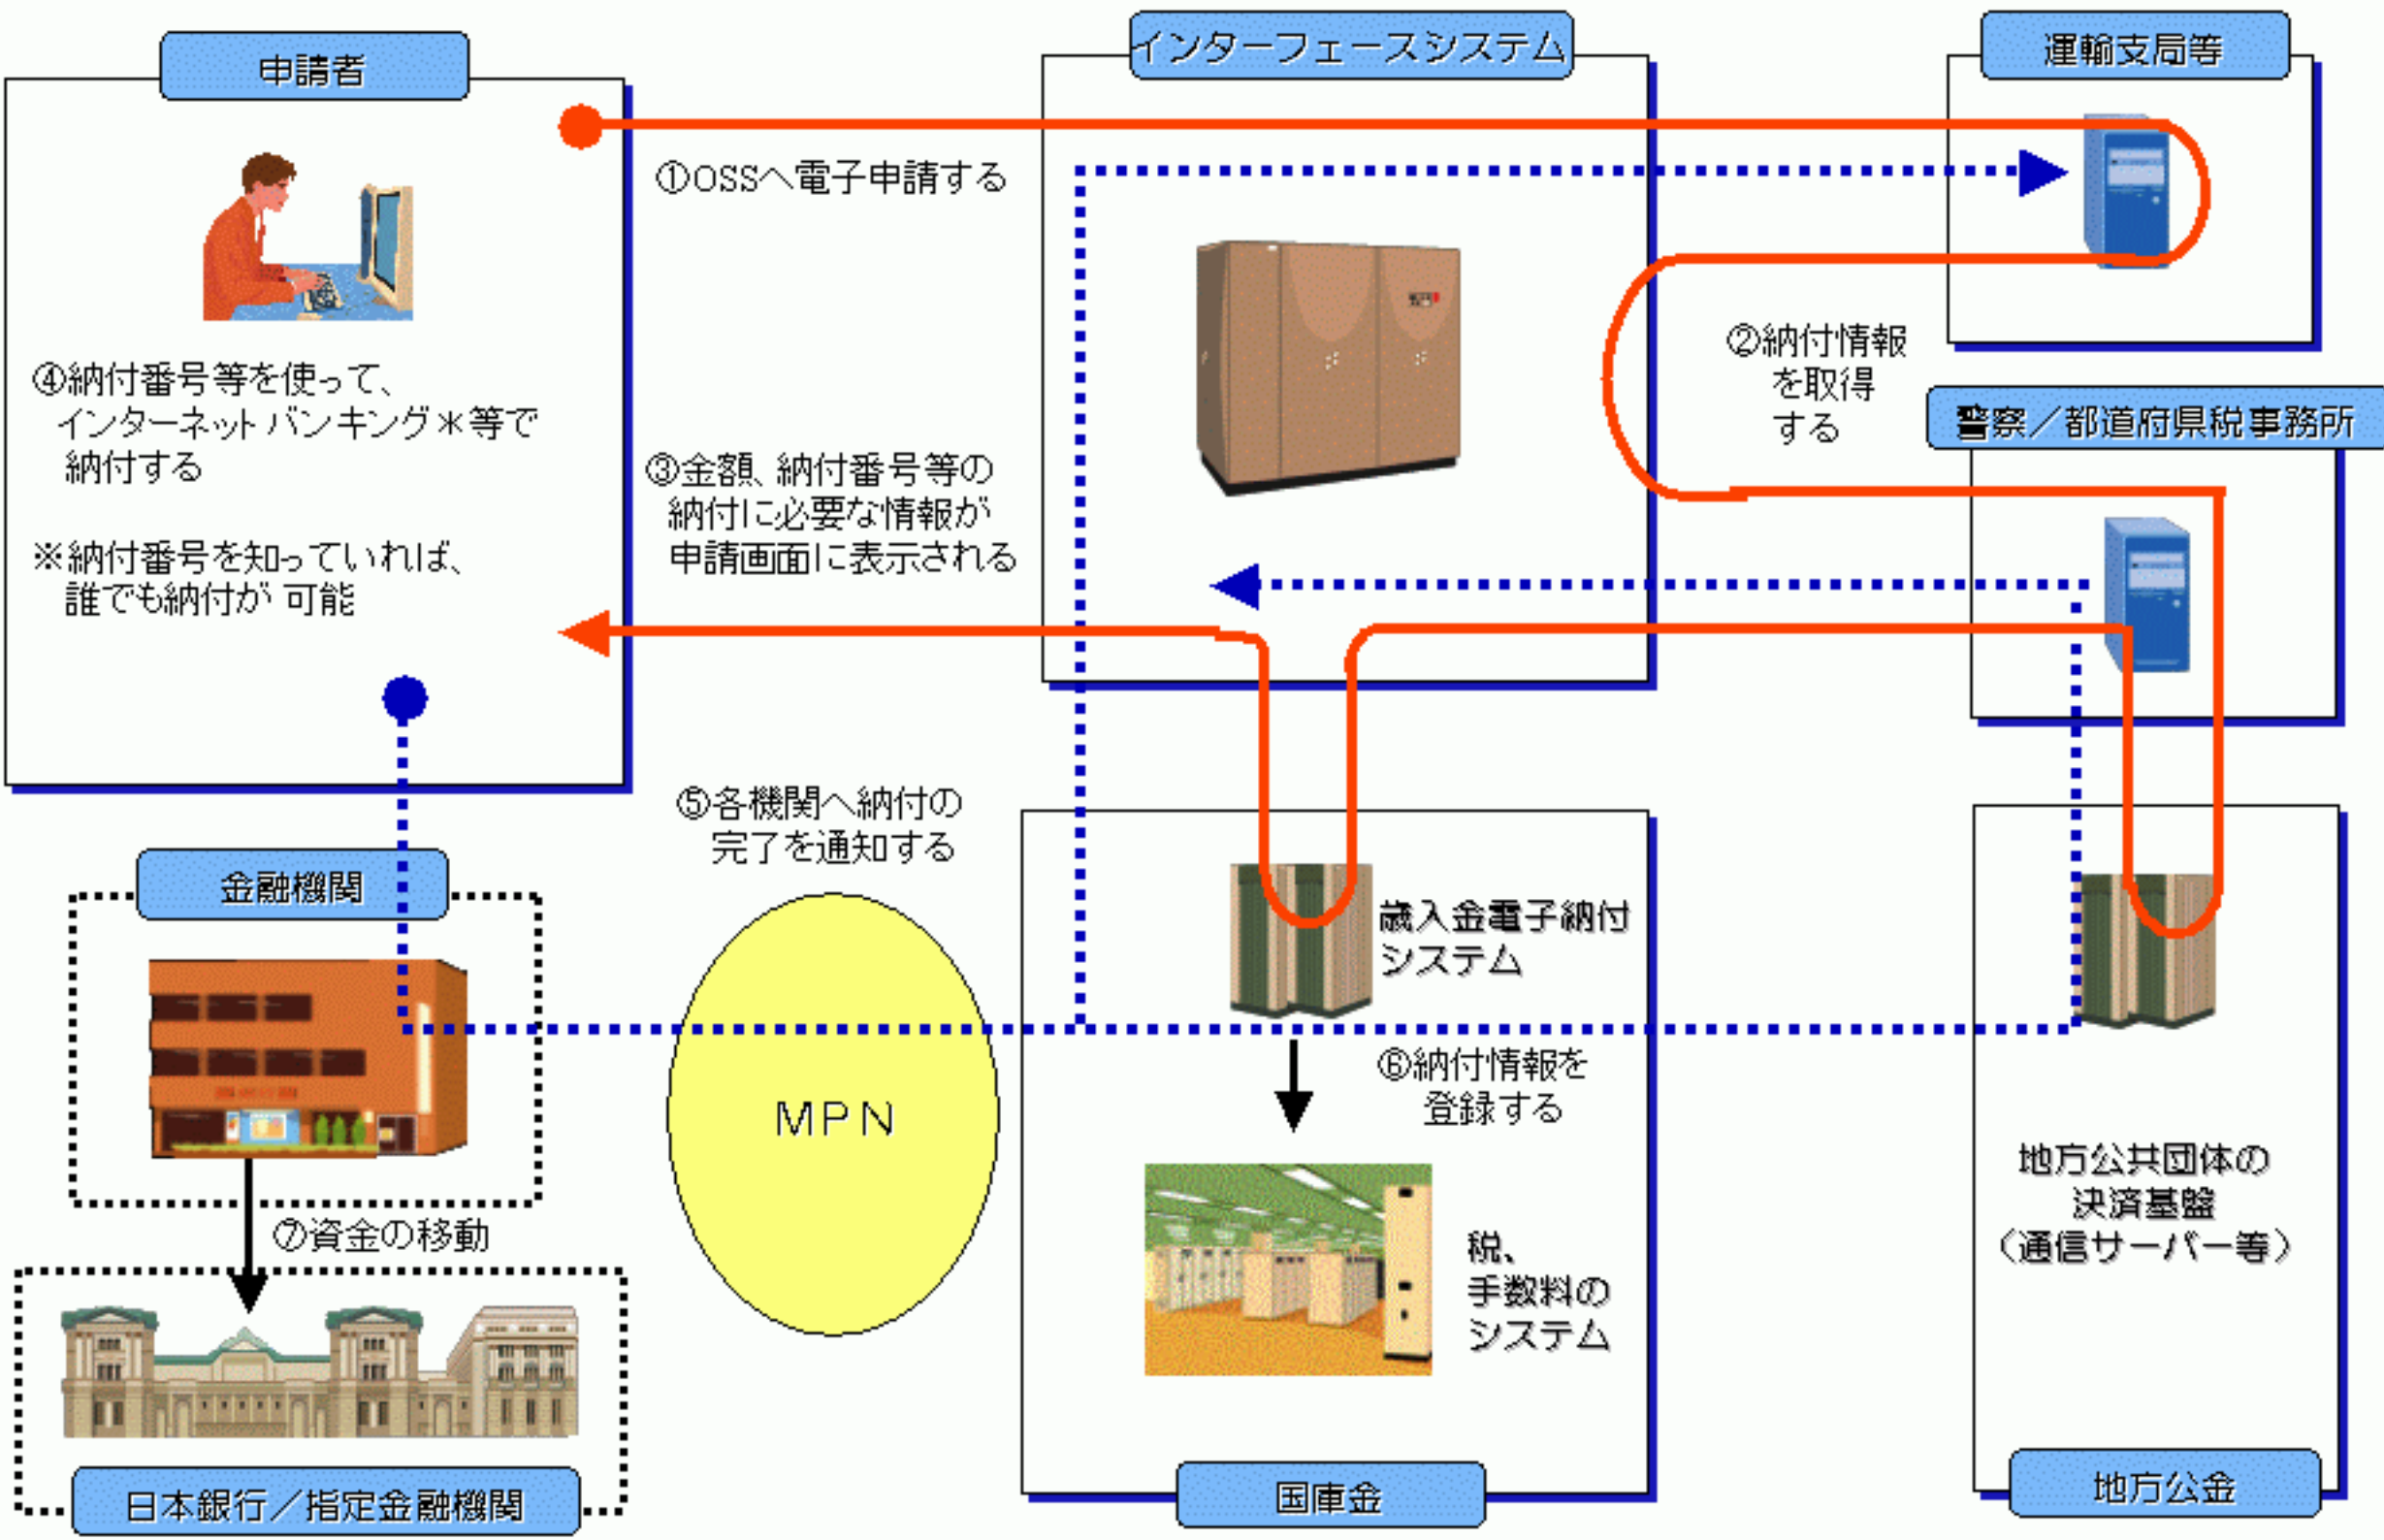 申請者
インターフェースシステム
運輸支局等
①OSSへ電子申請する
②納付情報
を取得
する
④納付番号等を使って、
インターネットバンキング＊等で
納付する
※納付番号を知っていれば、
誰でも納付が可能
③金額、納付番号等の
納付に必要な情報が
申請画面に表示される
警察／都道府県税事務所
⑤各機関へ納付の
完了を通知する
金融機関
MPN
歳入金電子納付
システム
⑥納付情報を
登録する
税、
手数料の
システム
地方公共団体の
決済基盤
（通信サーバー等）
⑦資金の移動
日本銀行／指定金融機関
国庫金
地方公金